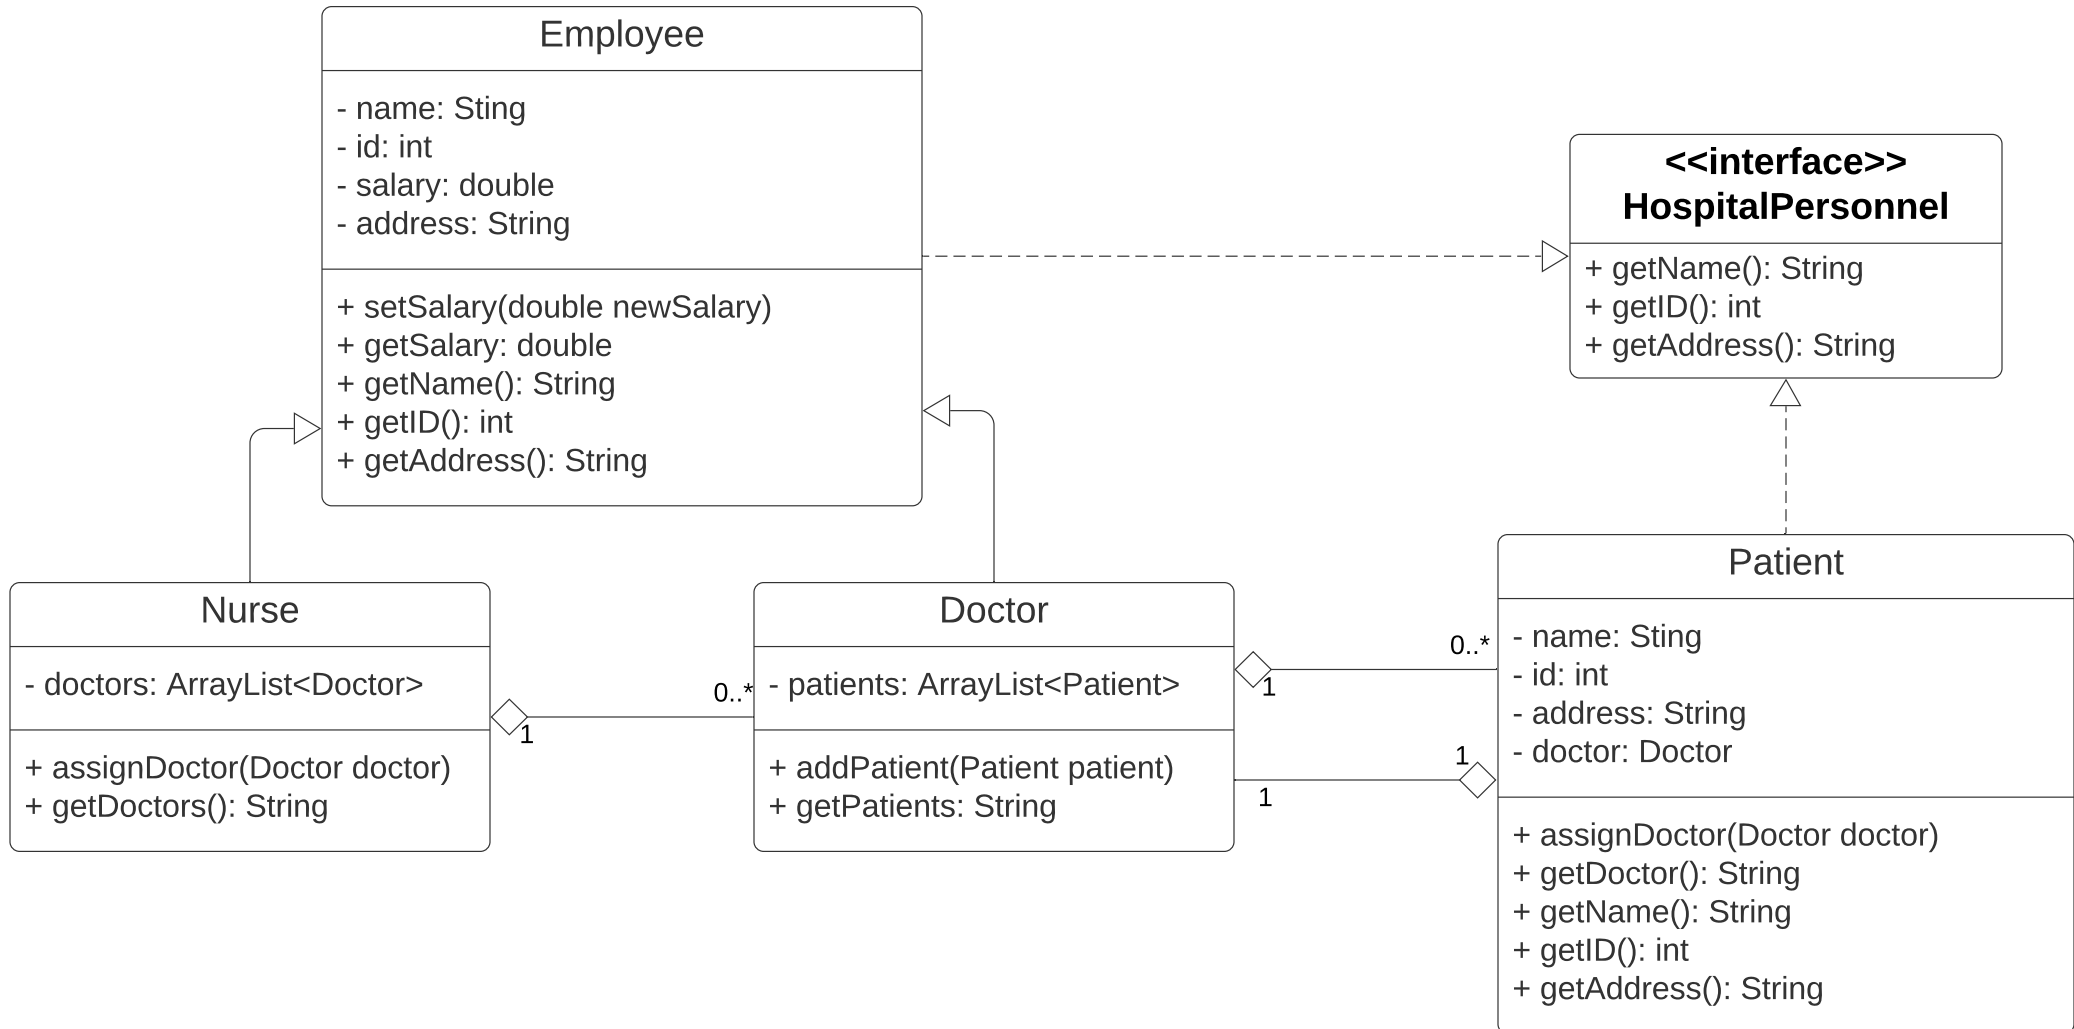 Employee
- name: Sting
- id: int
- salary: double
- address: String
+ setSalary(double newSalary)
+ getSalary: double
+ getName(): String
+ getID(): int
+ getAddress(): String
<<interface>>
HospitalPersonnel
+ getName(): String
+ getID(): int
+ getAddress(): String
Nurse
- doctors: ArrayList<Doctor>
+ assignDoctor(Doctor doctor)
+ getDoctors(): String
1
0..*
Doctor
- patients: ArrayList<Patient>
+ addPatient(Patient patient)
+ getPatients: String
1
0..*
1
1
Patient
- name: Sting
- id: int
- address: String
- doctor: Doctor
+ assignDoctor(Doctor doctor)
+ getDoctor(): String
+ getName(): String
+ getID(): int
+ getAddress(): String